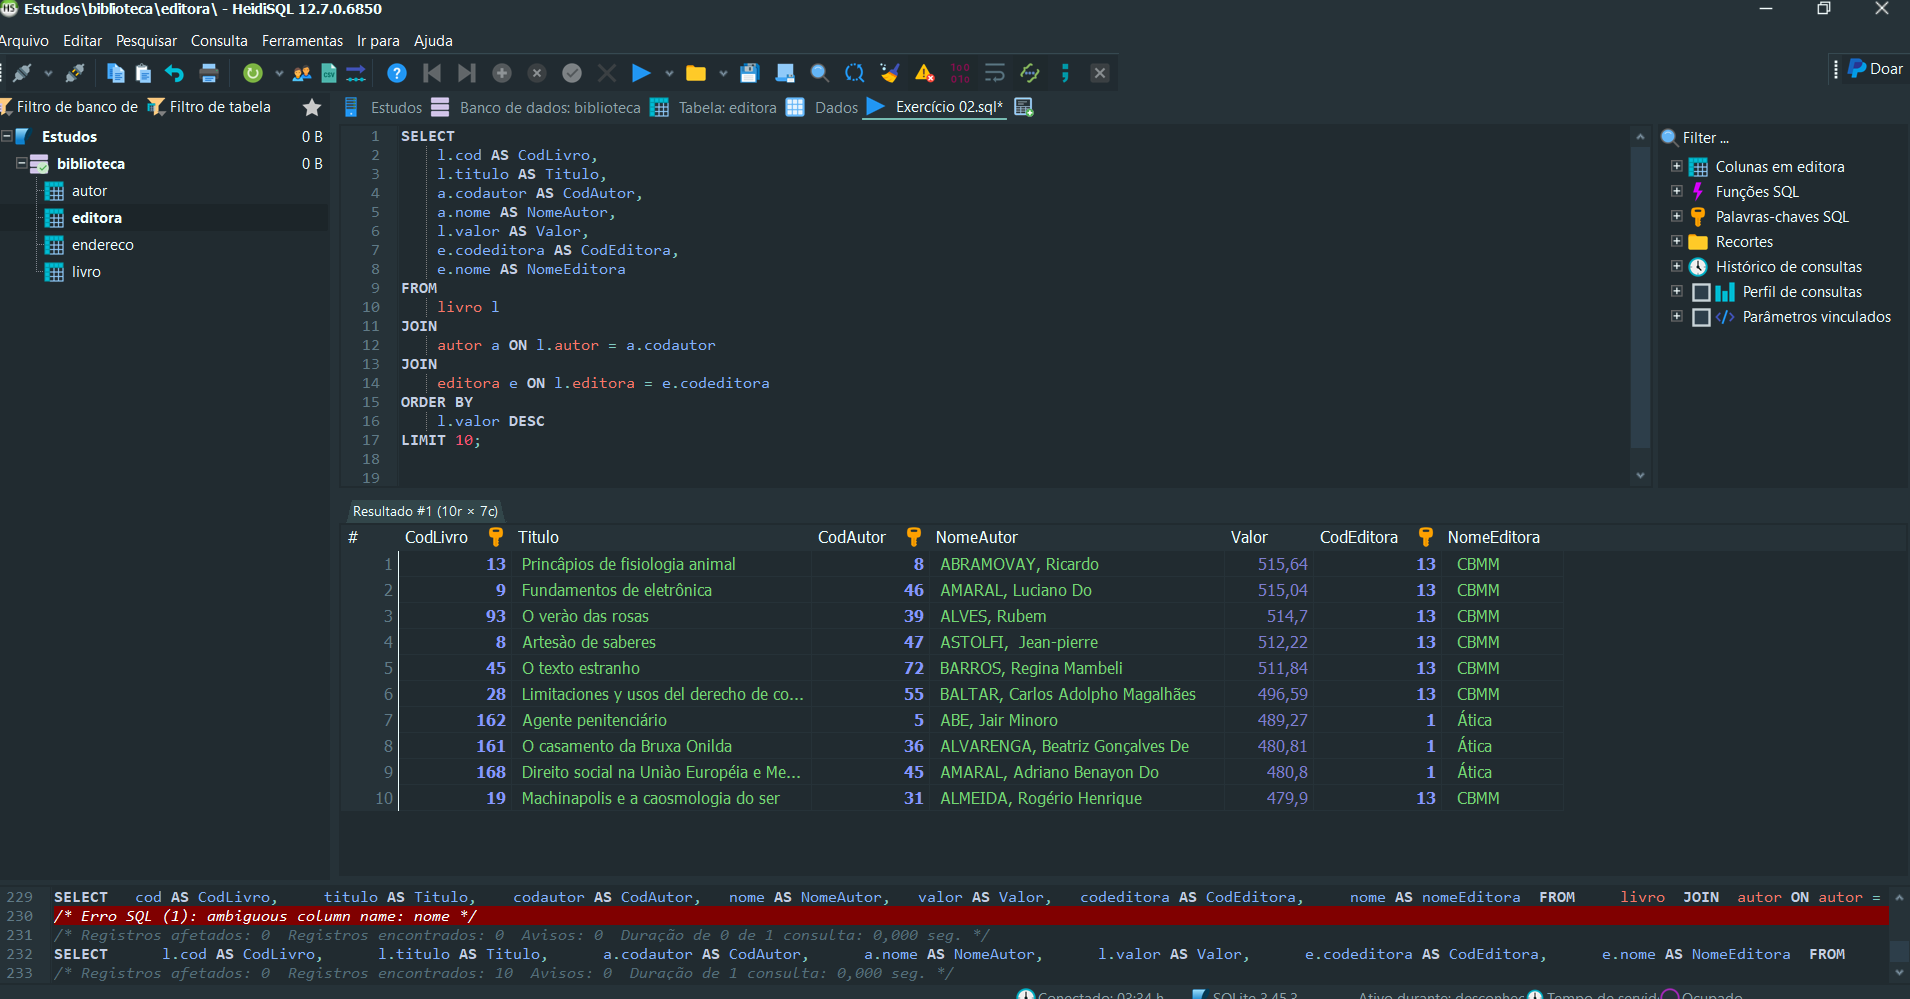 Estudos\biblioteca\editora\ - HeidiSQL 12.7.0.6850
Arquivo Editar Pesquisar Consulta Ferramentas Ir para Ajuda
Doar
Filtro de banco de Filtro de tabela
Estudos Banco de dados: biblioteca Tabela: editora Dados Exercício 02.sql*
Estudos 0 B
biblioteca 0 B
autor
editora
endereco
livro
1 SELECT
2 l.cod AS CodLivro,
3 l.titulo AS Titulo,
4 a.codautor AS CodAutor,
5 a.nome AS NomeAutor,
6 l.valor AS Valor,
7 e.codeditora AS CodEditora,
8 e.nome AS NomeEditora
9 FROM
10 livro l
11 JOIN
12 autor a ON l.autor = a.codautor
13 JOIN
14 editora e ON l.editora = e.codeditora
15 ORDER BY
16 l.valor DESC
17 LIMIT 10;
18
19
Filter ...
Colunas em editora
Funções SQL
Palavras-chaves SQL
Recortes
Histórico de consultas
Perfil de consultas
Parâmetros vinculados
Resultado #1 (10r × 7c)
# CodLivro Titulo CodAutor NomeAutor Valor CodEditora NomeEditora
1 13 Princâpios de fisiologia animal 8 ABRAMOVAY, Ricardo 515,64 13 CBMM
2 9 Fundamentos de eletrônica 46 AMARAL, Luciano Do 515,04 13 CBMM
3 93 O verào das rosas 39 ALVES, Rubem 514,7 13 CBMM
4 8 Artesào de saberes 47 ASTOLFI, Jean-pierre 512,22 13 CBMM
5 45 O texto estranho 72 BARROS, Regina Mambeli 511,84 13 CBMM
6 28 Limitaciones y usos del derecho de co... 55 BALTAR, Carlos Adolpho Magalhães 496,59 13 CBMM
7 162 Agente penitenciário 5 ABE, Jair Minoro 489,27 1 Ática
8 161 O casamento da Bruxa Onilda 36 ALVARENGA, Beatriz Gonçalves De 480,81 1 Ática
9 168 Direito social na Uniào Européia e Me... 45 AMARAL, Adriano Benayon Do 480,8 1 Ática
10 19 Machinapolis e a caosmologia do ser 31 ALMEIDA, Rogério Henrique 479,9 13 CBMM
229 SELECT cod AS CodLivro, titulo AS Titulo, codautor AS CodAutor, nome AS NomeAutor, valor AS Valor, codeditora AS CodEditora, nome AS nomeEditora FROM livro JOIN autor ON autor =
230 /* Erro SQL (1): ambiguous column name: nome */
231 /* Registros afetados: 0 Registros encontrados: 0 Avisos: 0 Duração de 0 de 1 consulta: 0,000 seg. */
232 SELECT l.cod AS CodLivro, l.titulo AS Titulo, a.codautor AS CodAutor, a.nome AS NomeAutor, l.valor AS Valor, e.codeditora AS CodEditora, e.nome AS NomeEditora FROM
233 /* Registros afetados: 0 Registros encontrados: 10 Avisos: 0 Duração de 1 consulta: 0,000 seg. */
Conectado: 03:34 h SQLite 3.45.3 Ativo durante: desconhec Tempo de servid Ocupado